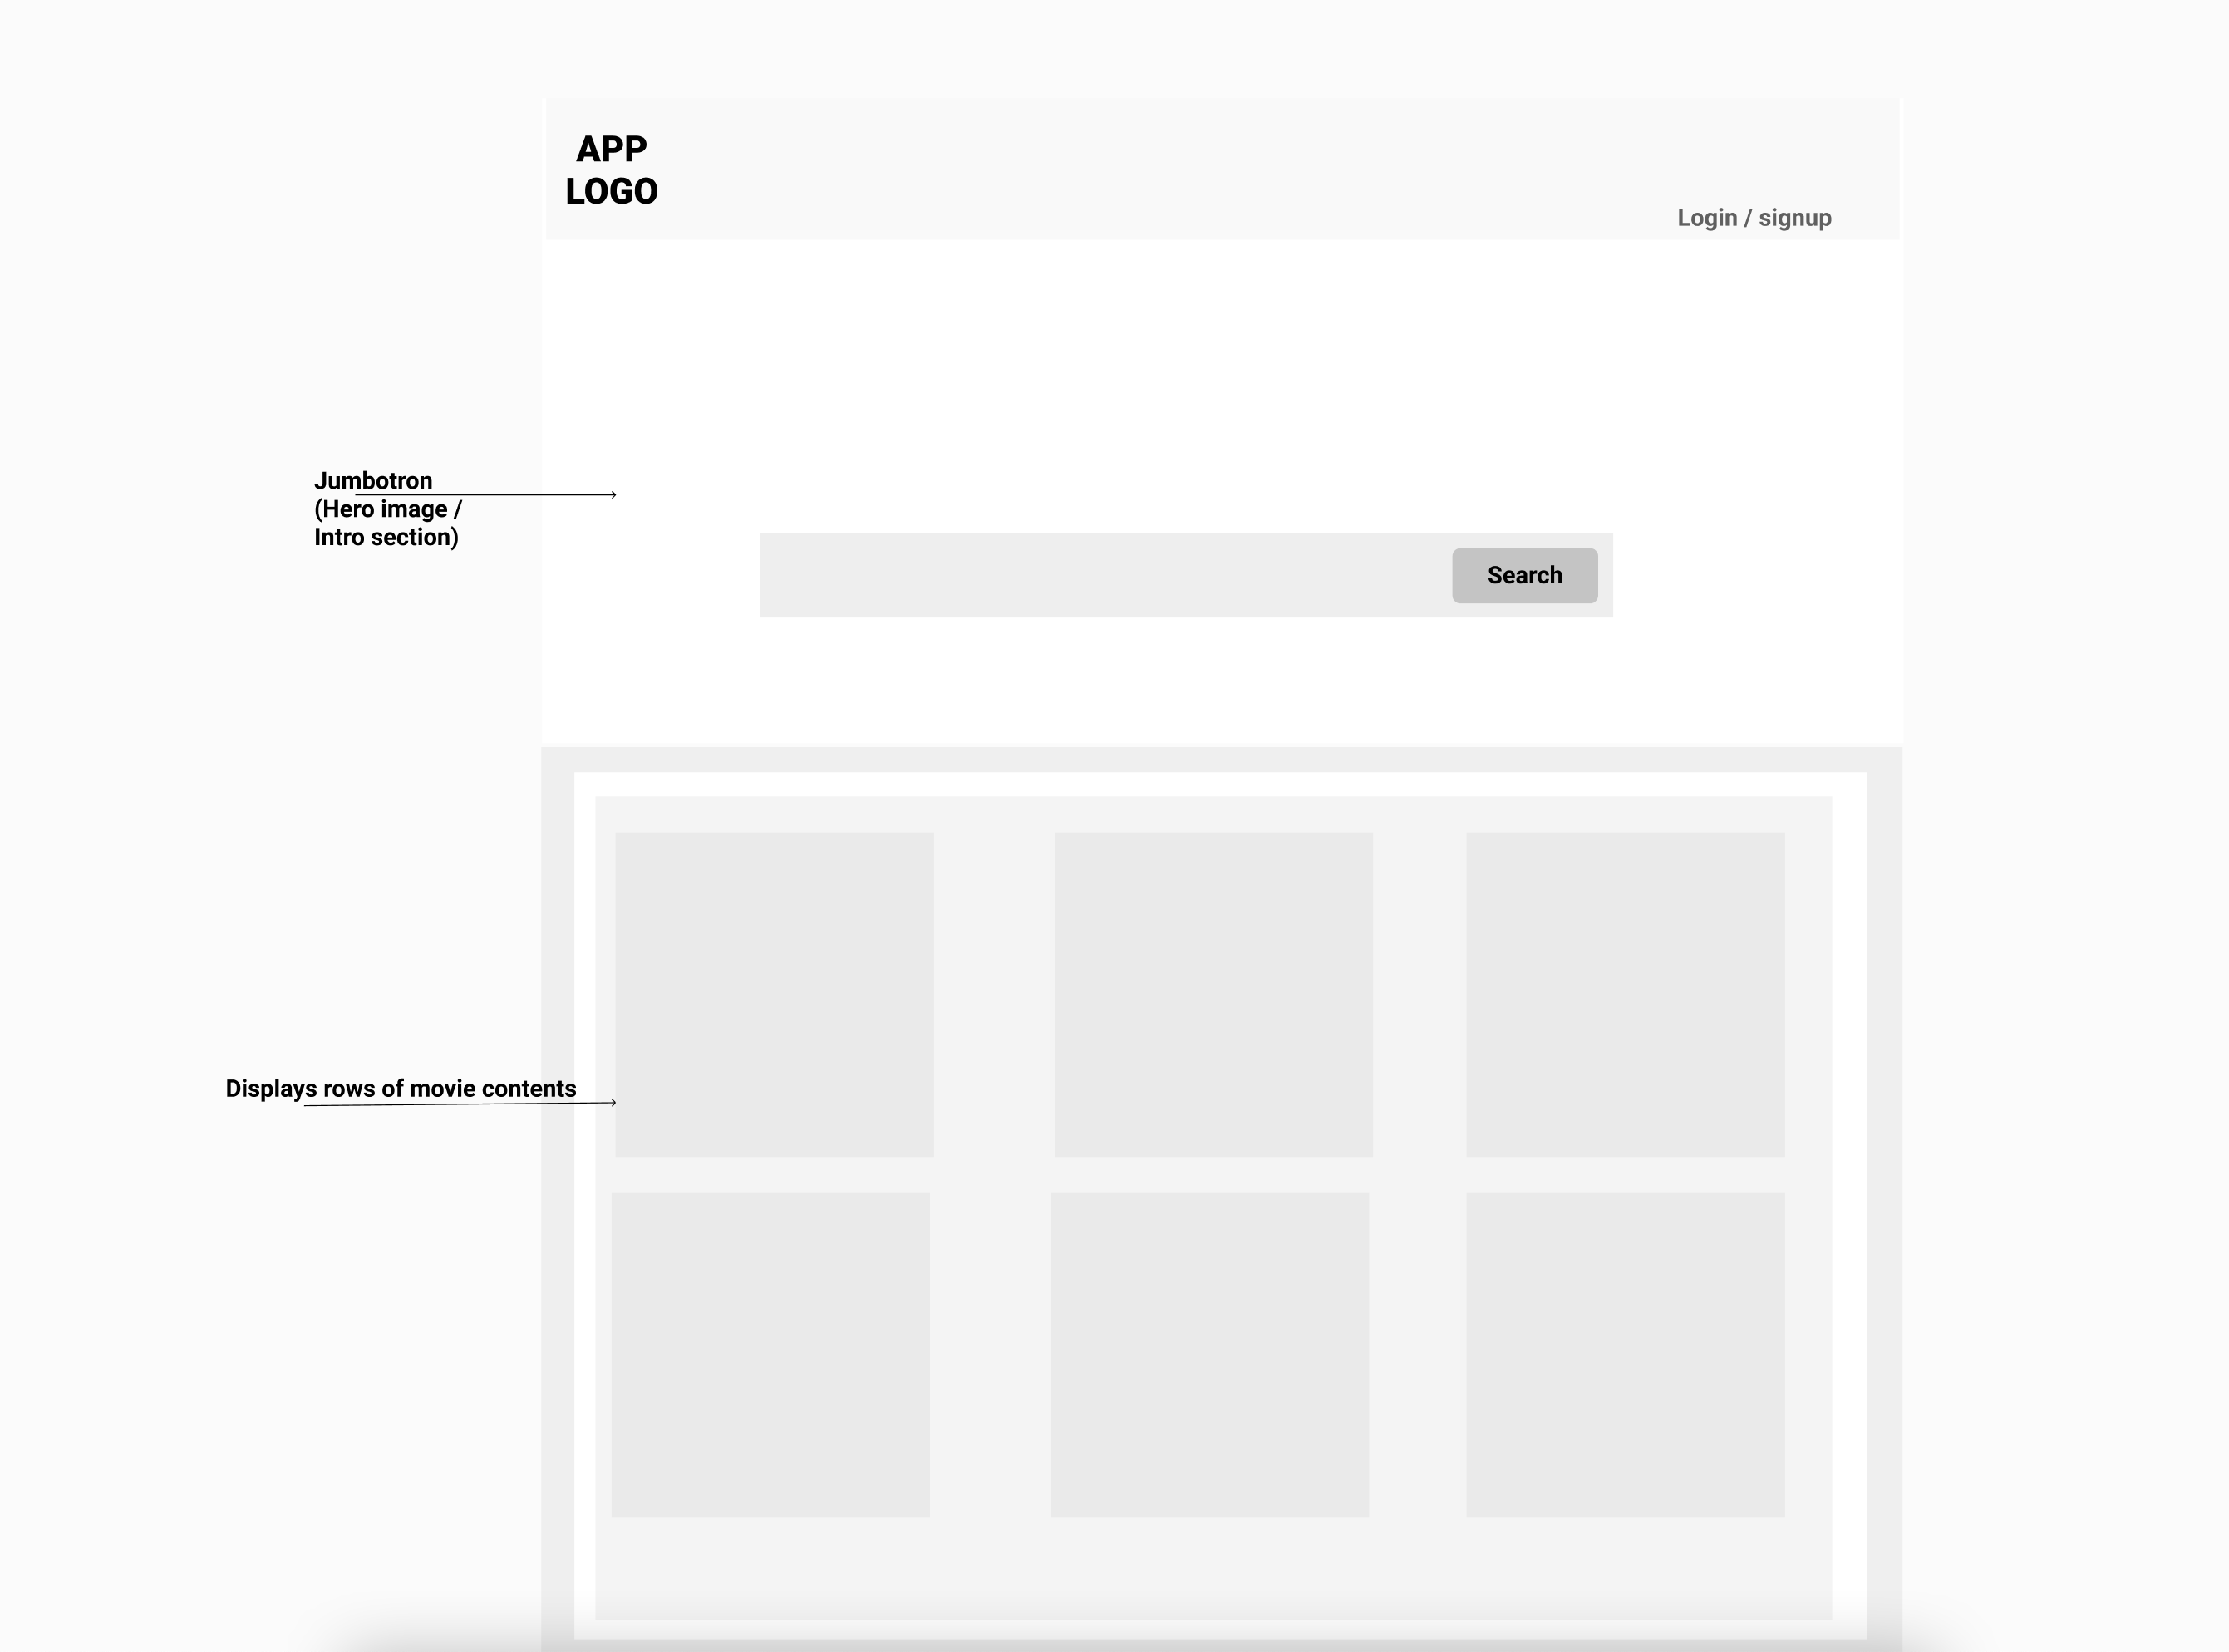 APP
LOGO
Login / signup
Jumbotron
(Hero image /
Intro section)
Search
Displays rows of movie contents